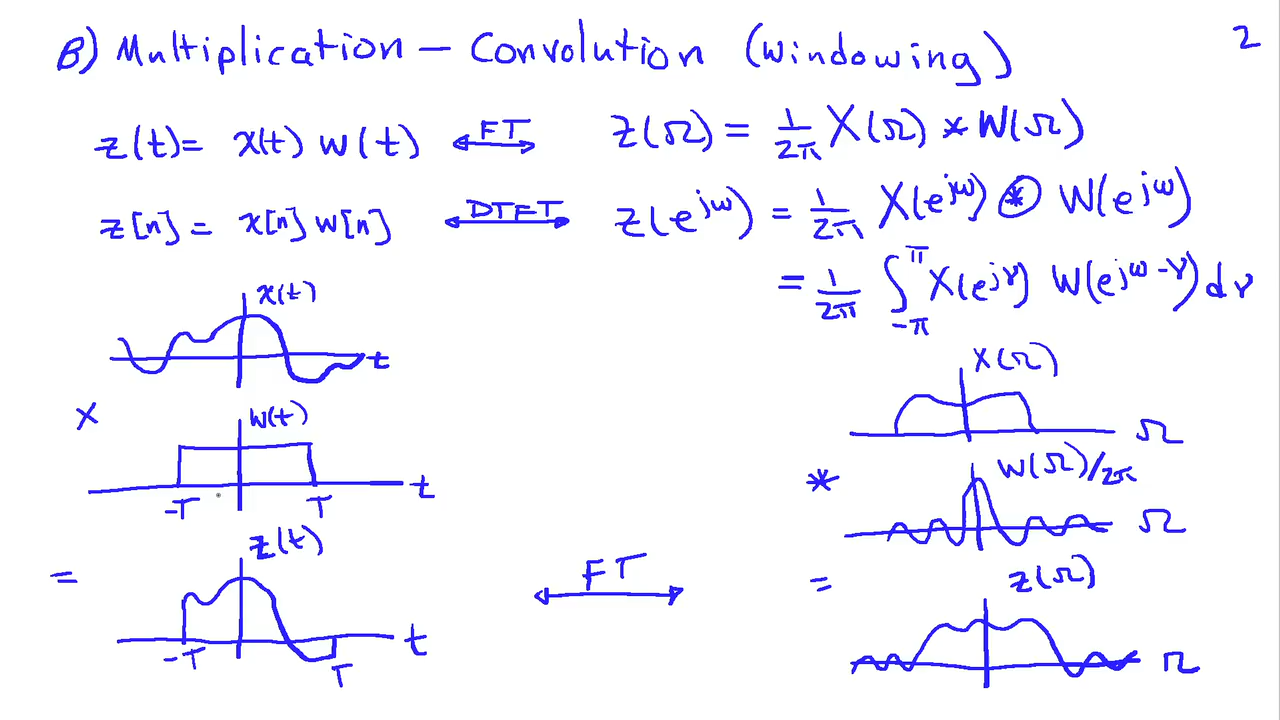 B) Multiplication – Convolution (Windowing)
2
z(t) = x(t) w(t) ⟷FT Z(Ω) = 1/2π X(Ω) * W(Ω)
z[n] = x[n] w[n] ⟷DTFT Z(e^{jω}) = 1/2π X(e^{jω}) ⊛ W(e^{jω})
= 1/2π ∫_{-π}^{π} X(e^{jγ}) W(e^{jω-γ}) dγ
x(t)
t
X
w(t)
-T T t
=
z(t)
-T T t
FT
X(Ω)
Ω
*
W(Ω)/2π
Ω
=
Z(Ω)
Ω